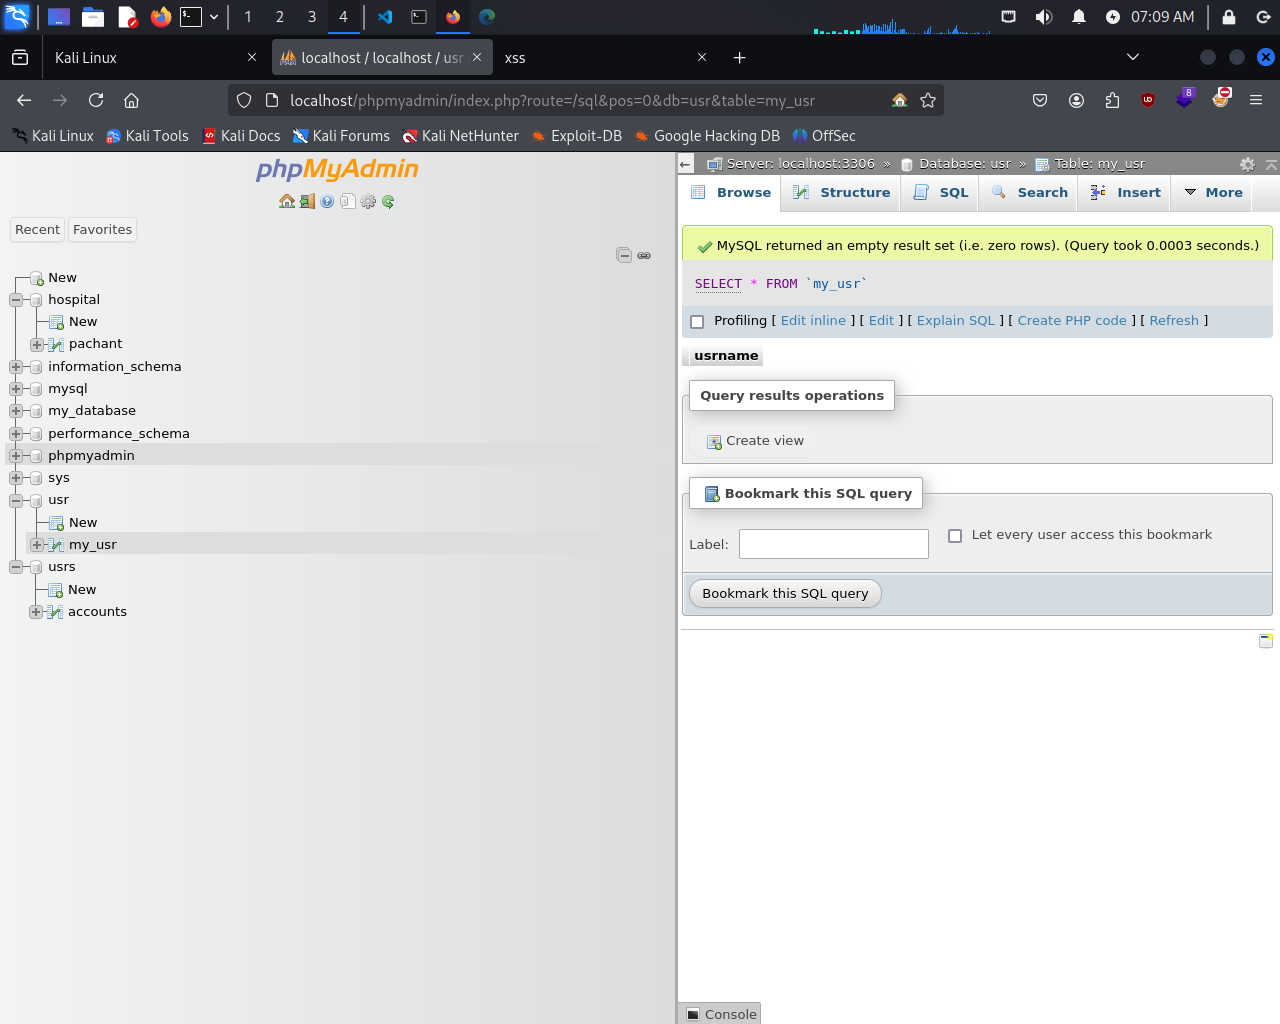 1 2 3 4 07:09 AM
Kali Linux localhost / localhost / usr xss
localhost/phpmyadmin/index.php?route=/sql&pos=0&db=usr&table=my_usr
8
Kali Linux Kali Tools Kali Docs Kali Forums Kali NetHunter Exploit-DB Google Hacking DB OffSec
phpMyAdmin
Recent Favorites
New
hospital
New
pachant
information_schema
mysql
my_database
performance_schema
phpmyadmin
sys
usr
New
my_usr
usrs
New
accounts
Server: localhost:3306 » Database: usr » Table: my_usr
Browse Structure SQL Search Insert More
MySQL returned an empty result set (i.e. zero rows). (Query took 0.0003 seconds.)
SELECT * FROM `my_usr`
Profiling [ Edit inline ] [ Edit ] [ Explain SQL ] [ Create PHP code ] [ Refresh ]
usrname
Query results operations
Create view
Bookmark this SQL query
Label: Let every user access this bookmark
Bookmark this SQL query
Console